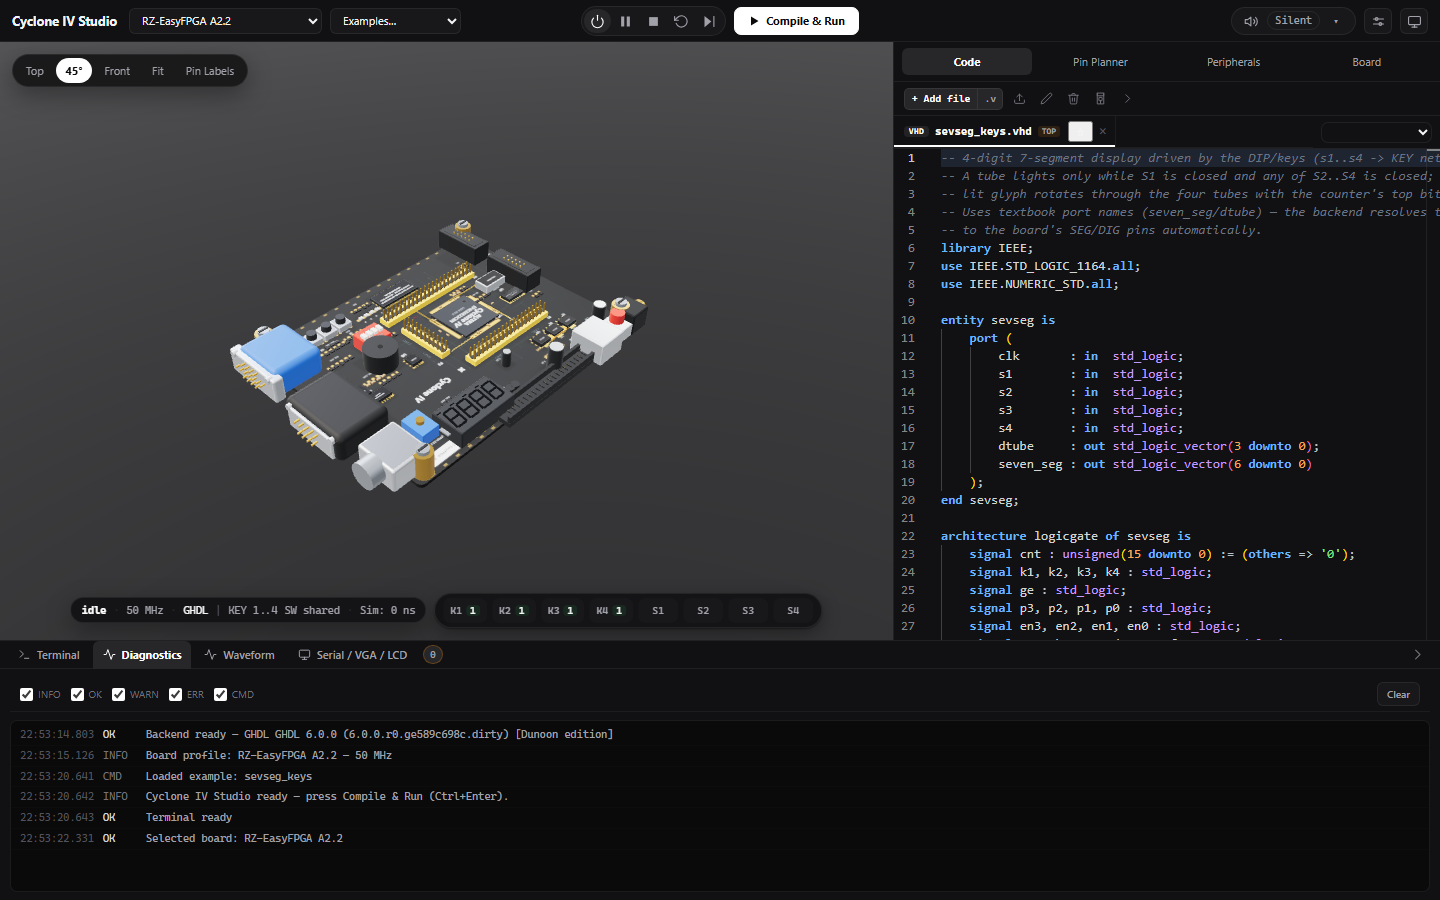 Cyclone IV Studio
RZ-EasyFPGA A2.2
Examples...
Compile & Run
Silent
Top
45°
Front
Fit
Pin Labels
Code
Pin Planner
Peripherals
Board
+ Add file
.v
VHD
sevseg_keys.vhd
TOP
×
1 -- 4-digit 7-segment display driven by the DIP/keys (s1..s4 -> KEY net
2 -- A tube lights only while S1 is closed and any of S2..S4 is closed;
3 -- lit glyph rotates through the four tubes with the counter's top bit
4 -- Uses textbook port names (seven_seg/dtube) — the backend resolves t
5 -- to the board's SEG/DIG pins automatically.
6 library IEEE;
7 use IEEE.STD_LOGIC_1164.all;
8 use IEEE.NUMERIC_STD.all;
9
10 entity sevseg is
11 port (
12 clk : in std_logic;
13 s1 : in std_logic;
14 s2 : in std_logic;
15 s3 : in std_logic;
16 s4 : in std_logic;
17 dtube : out std_logic_vector(3 downto 0);
18 seven_seg : out std_logic_vector(6 downto 0)
19 );
20 end sevseg;
21
22 architecture logicgate of sevseg is
23 signal cnt : unsigned(15 downto 0) := (others => '0');
24 signal k1, k2, k3, k4 : std_logic;
25 signal ge : std_logic;
26 signal p3, p2, p1, p0 : std_logic;
27 signal en3, en2, en1, en0 : std_logic;
Cyclone IV
Cyclone IV
idle · 50 MHz · GHDL | KEY 1..4 SW shared · Sim: 0 ns
K1 1
K2 1
K3 1
K4 1
S1
S2
S3
S4
Terminal
Diagnostics
Waveform
Serial / VGA / LCD
0
INFO
OK
WARN
ERR
CMD
Clear
22:53:14.803 OK Backend ready — GHDL GHDL 6.0.0 (6.0.0.r0.ge589c698c.dirty) [Dunoon edition]
22:53:15.126 INFO Board profile: RZ-EasyFPGA A2.2 — 50 MHz
22:53:20.641 CMD Loaded example: sevseg_keys
22:53:20.642 INFO Cyclone IV Studio ready — press Compile & Run (Ctrl+Enter).
22:53:20.643 OK Terminal ready
22:53:22.331 OK Selected board: RZ-EasyFPGA A2.2